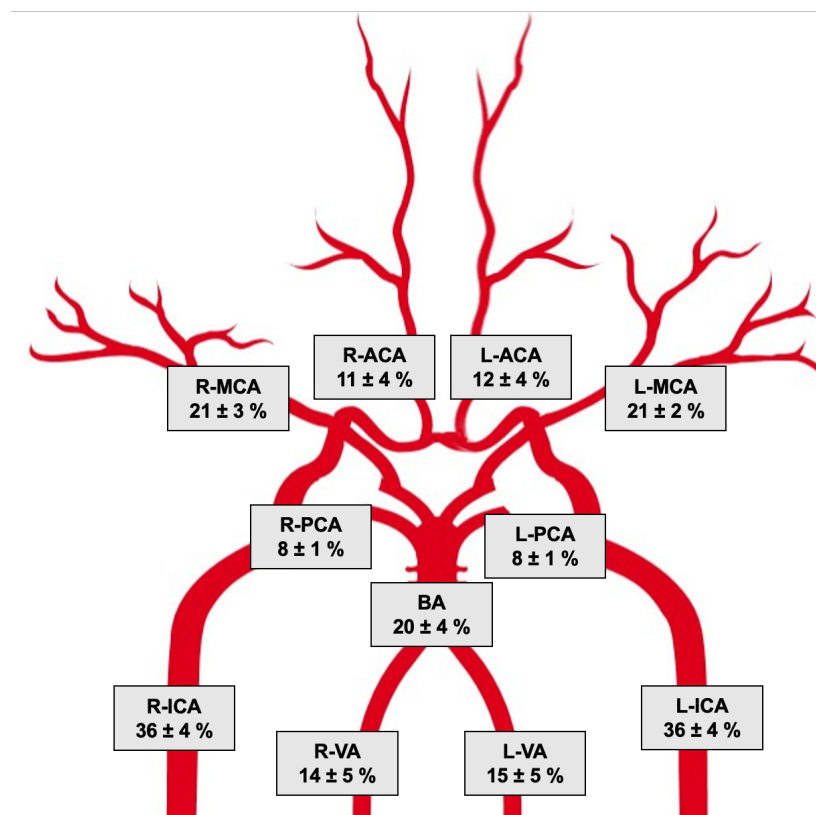 R-ACA
11 ± 4 %
L-ACA
12 ± 4 %
R-MCA
21 ± 3 %
L-MCA
21 ± 2 %
R-PCA
8 ± 1 %
L-PCA
8 ± 1 %
BA
20 ± 4 %
R-ICA
36 ± 4 %
L-ICA
36 ± 4 %
R-VA
14 ± 5 %
L-VA
15 ± 5 %